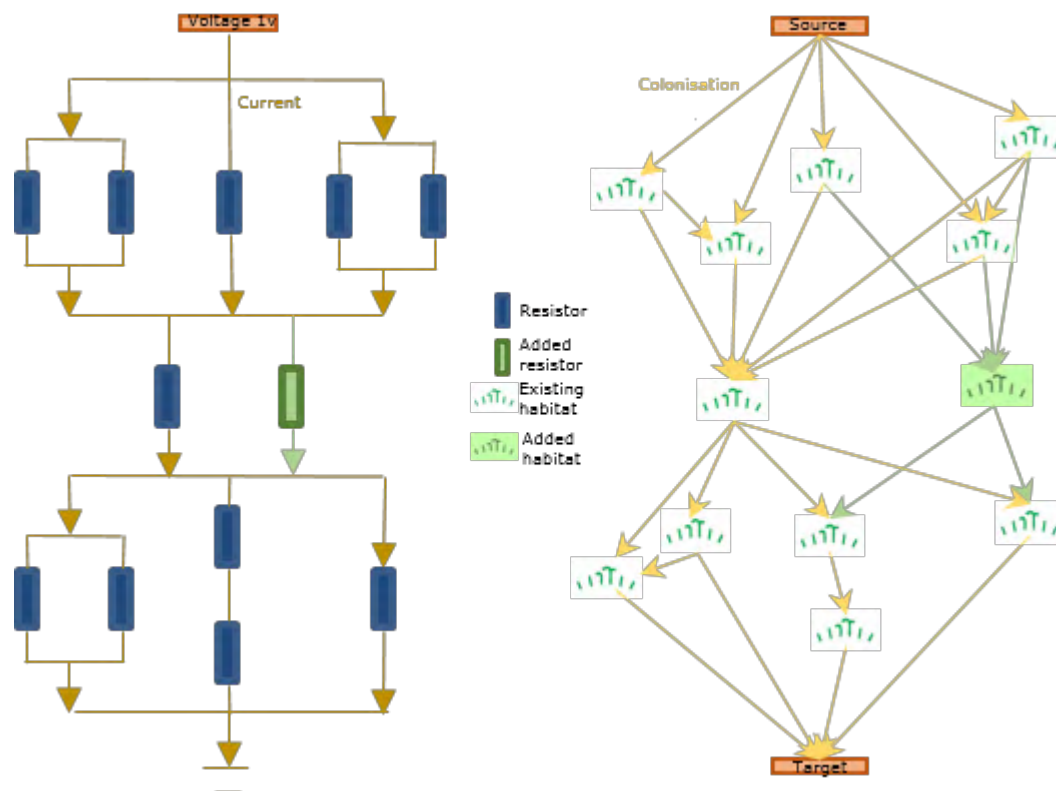 Voltage 1v
Current
Source
Colonisation
Resistor
Added
resistor
Existing
habitat
Added
habitat
Target